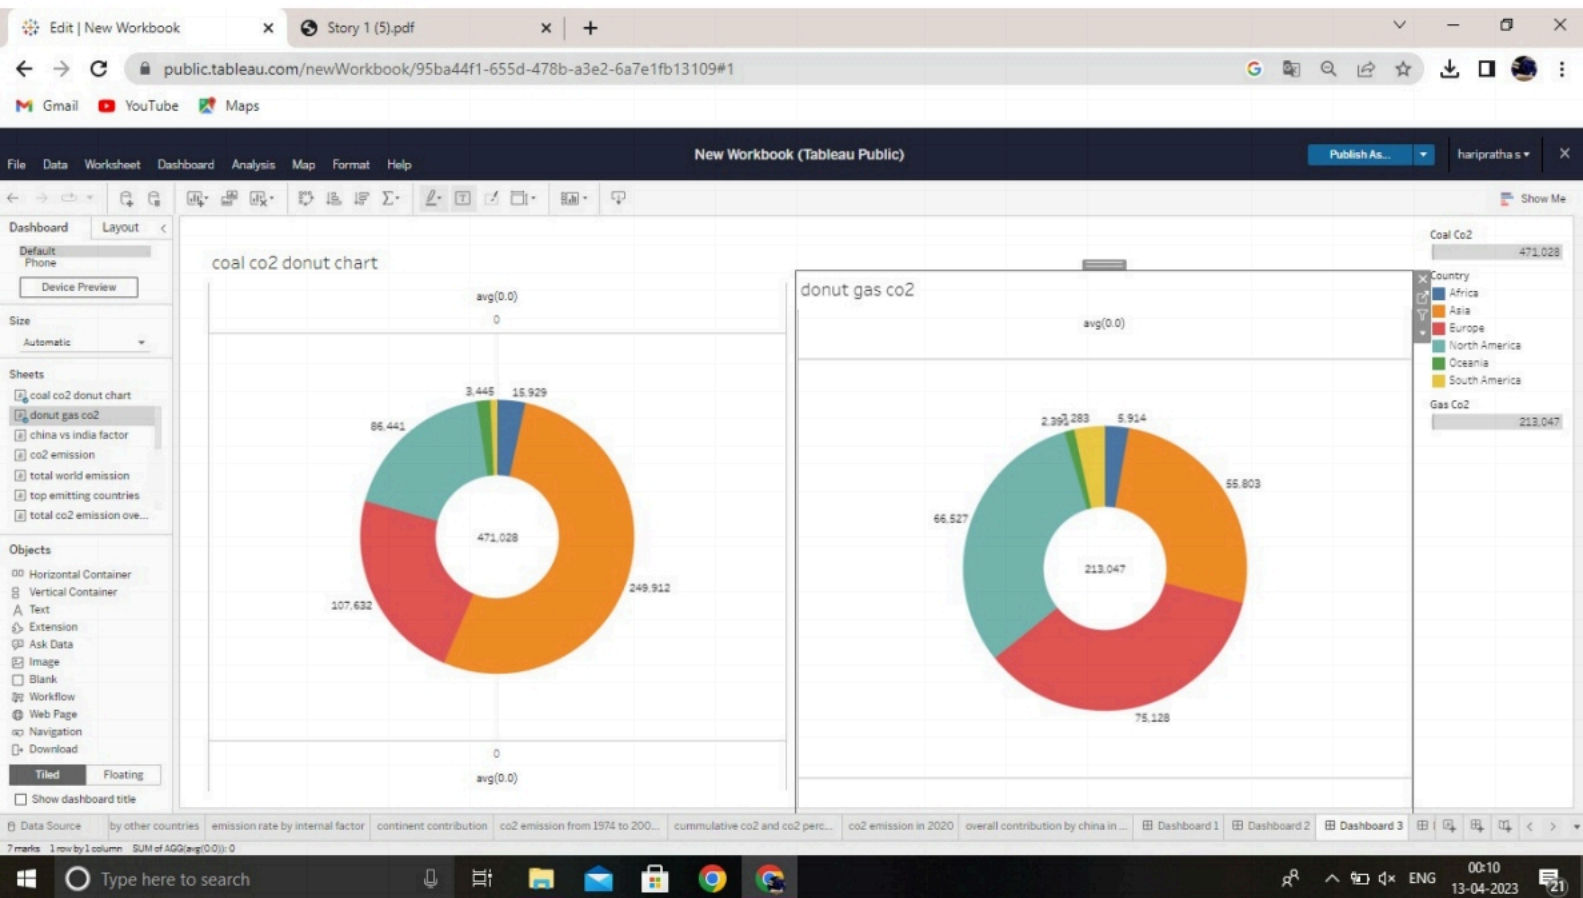 Edit | New Workbook
Story 1 (5).pdf
public.tableau.com/newWorkbook/95ba44f1-655d-478b-a3e2-6a7e1fb13109#1
Gmail YouTube Maps
New Workbook (Tableau Public)
Publish As...
haripratha s
File Data Worksheet Dashboard Analysis Map Format Help
Show Me
Dashboard Layout
Default
Phone
Device Preview
Size
Automatic
Sheets
coal co2 donut chart
donut gas co2
china vs india factor
co2 emission
total world emission
top emitting countries
total co2 emission ove...
Objects
Horizontal Container
Vertical Container
Text
Extension
Ask Data
Image
Blank
Workflow
Web Page
Navigation
Download
Tiled Floating
Show dashboard title
coal co2 donut chart
avg(0.0)
0
3,445 15,929
86,441
471,028
249,912
107,632
0
avg(0.0)
donut gas co2
avg(0.0)
283 5,914
55,803
66,527
213,047
75,128
Coal Co2
471,028
Country
Africa
Asia
Europe
North America
Oceania
South America
Gas Co2
213,047
Data Source by other countries emission rate by internal factor continent contribution co2 emission from 1974 to 200... cummulative co2 and co2 perc... co2 emission in 2020 overall contribution by china in ... Dashboard 1 Dashboard 2 Dashboard 3
7 marks 1 row by 1 column SUM of AGG(avg(0.0)): 0
Type here to search
ENG
00:10
13-04-2023
21